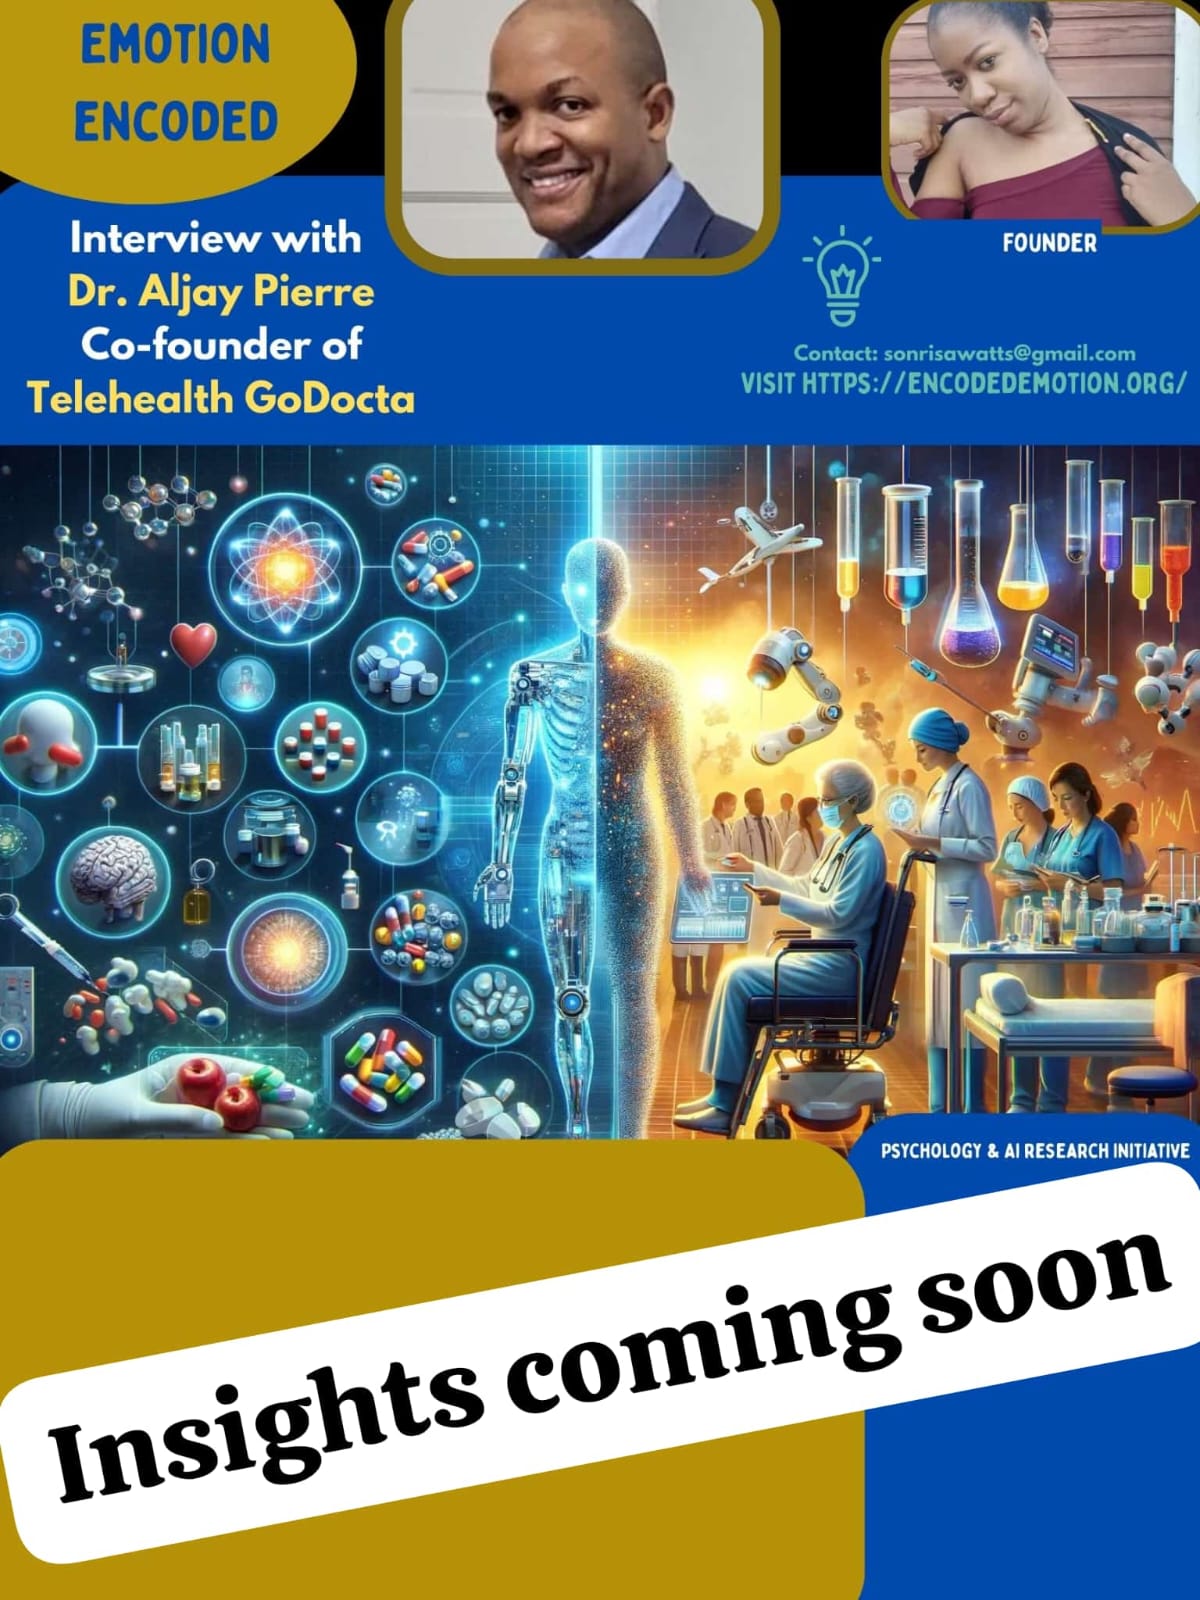 EMOTION
ENCODED
Interview with
Dr. Aljay Pierre
Co-founder of
Telehealth GoDocta
FOUNDER
Contact: sonrisawatts@gmail.com
VISIT HTTPS://ENCODEDEMOTION.ORG/
PSYCHOLOGY & AI RESEARCH INITIATIVE
Insights coming soon